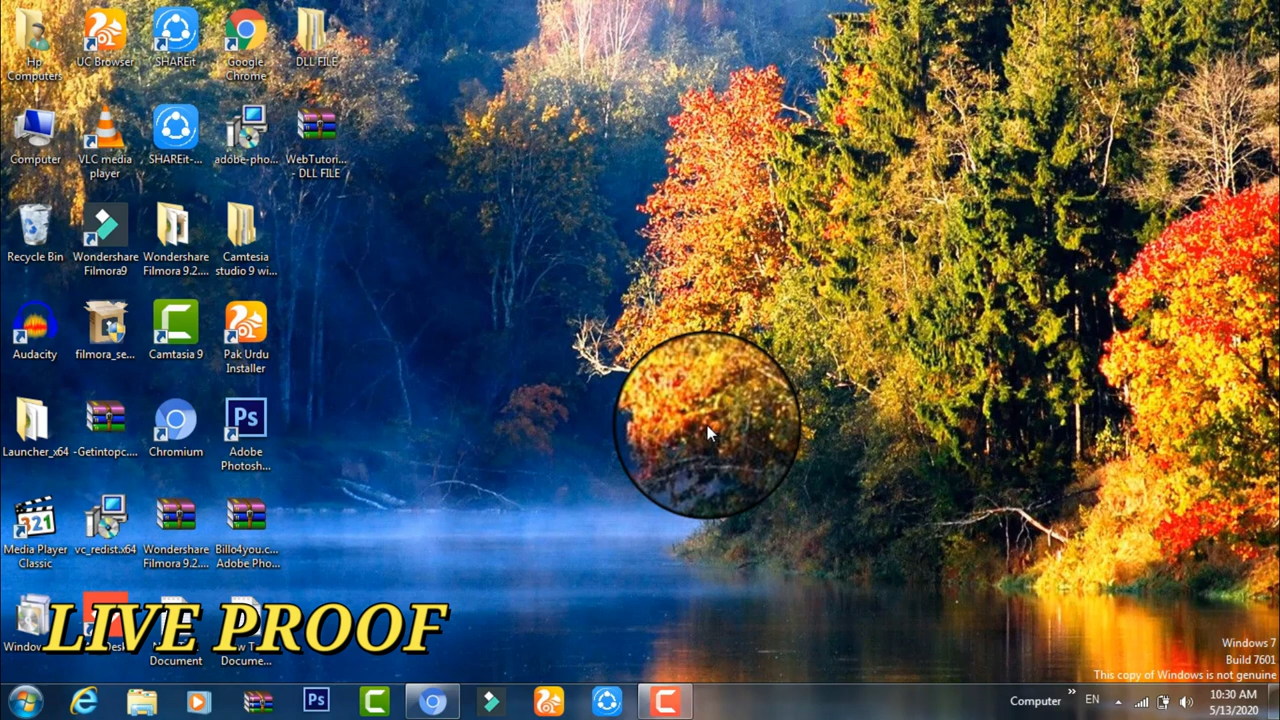 Hp
Computers
UC Browser
SHAREit
Google
Chrome
DLL FILE
Computer
VLC media
player
SHAREit-...
adobe-pho...
WebTutori...
- DLL FILE
Recycle Bin
Wondershare
Filmora9
Wondershare
Filmora 9.2....
Camtesia
studio 9 wi...
Audacity
filmora_se...
Camtasia 9
Pak Urdu
Installer
Launcher_x64
-Getintopc....
Chromium
Ps
Adobe
Photosh...
321
Media Player
Classic
vc_redist.x64
Wondershare
Filmora 9.2....
Billo4you.c...
Adobe Pho...
LIVE PROOF
Document
Docume...
Windows 7
Build 7601
This copy of Windows is not genuine
Ps
Computer
»
EN
10:30 AM
5/13/2020